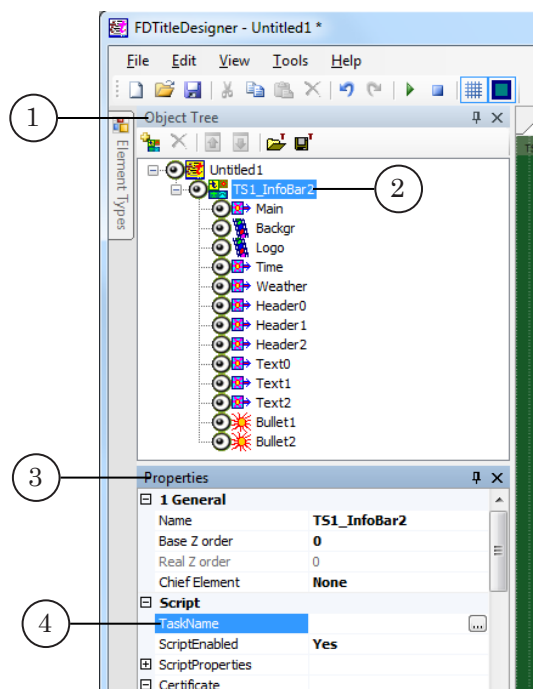 FDTitleDesigner - Untitled1 *
File Edit View Tools Help
1
Object Tree
Element Types
Untitled1
TS1_InfoBar2
2
Main
Backgr
Logo
Time
Weather
Header0
Header1
Header2
Text0
Text1
Text2
Bullet1
Bullet2
3
Properties
1 General
Name TS1_InfoBar2
Base Z order 0
Real Z order 0
Chief Element None
Script
4
TaskName ...
ScriptEnabled Yes
ScriptProperties
Certificate